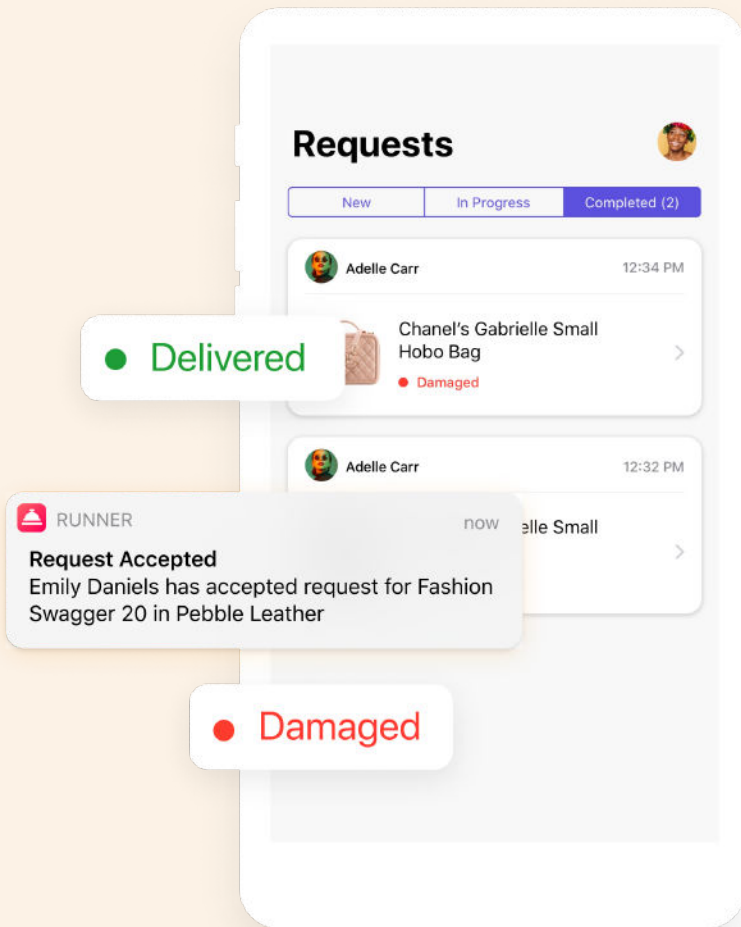 Requests
New In Progress Completed (2)
Adelle Carr 12:34 PM
Chanel's Gabrielle Small
Hobo Bag
Damaged
Delivered
Adelle Carr 12:32 PM
Small
RUNNER now
Request Accepted
Emily Daniels has accepted request for Fashion
Swagger 20 in Pebble Leather
Damaged